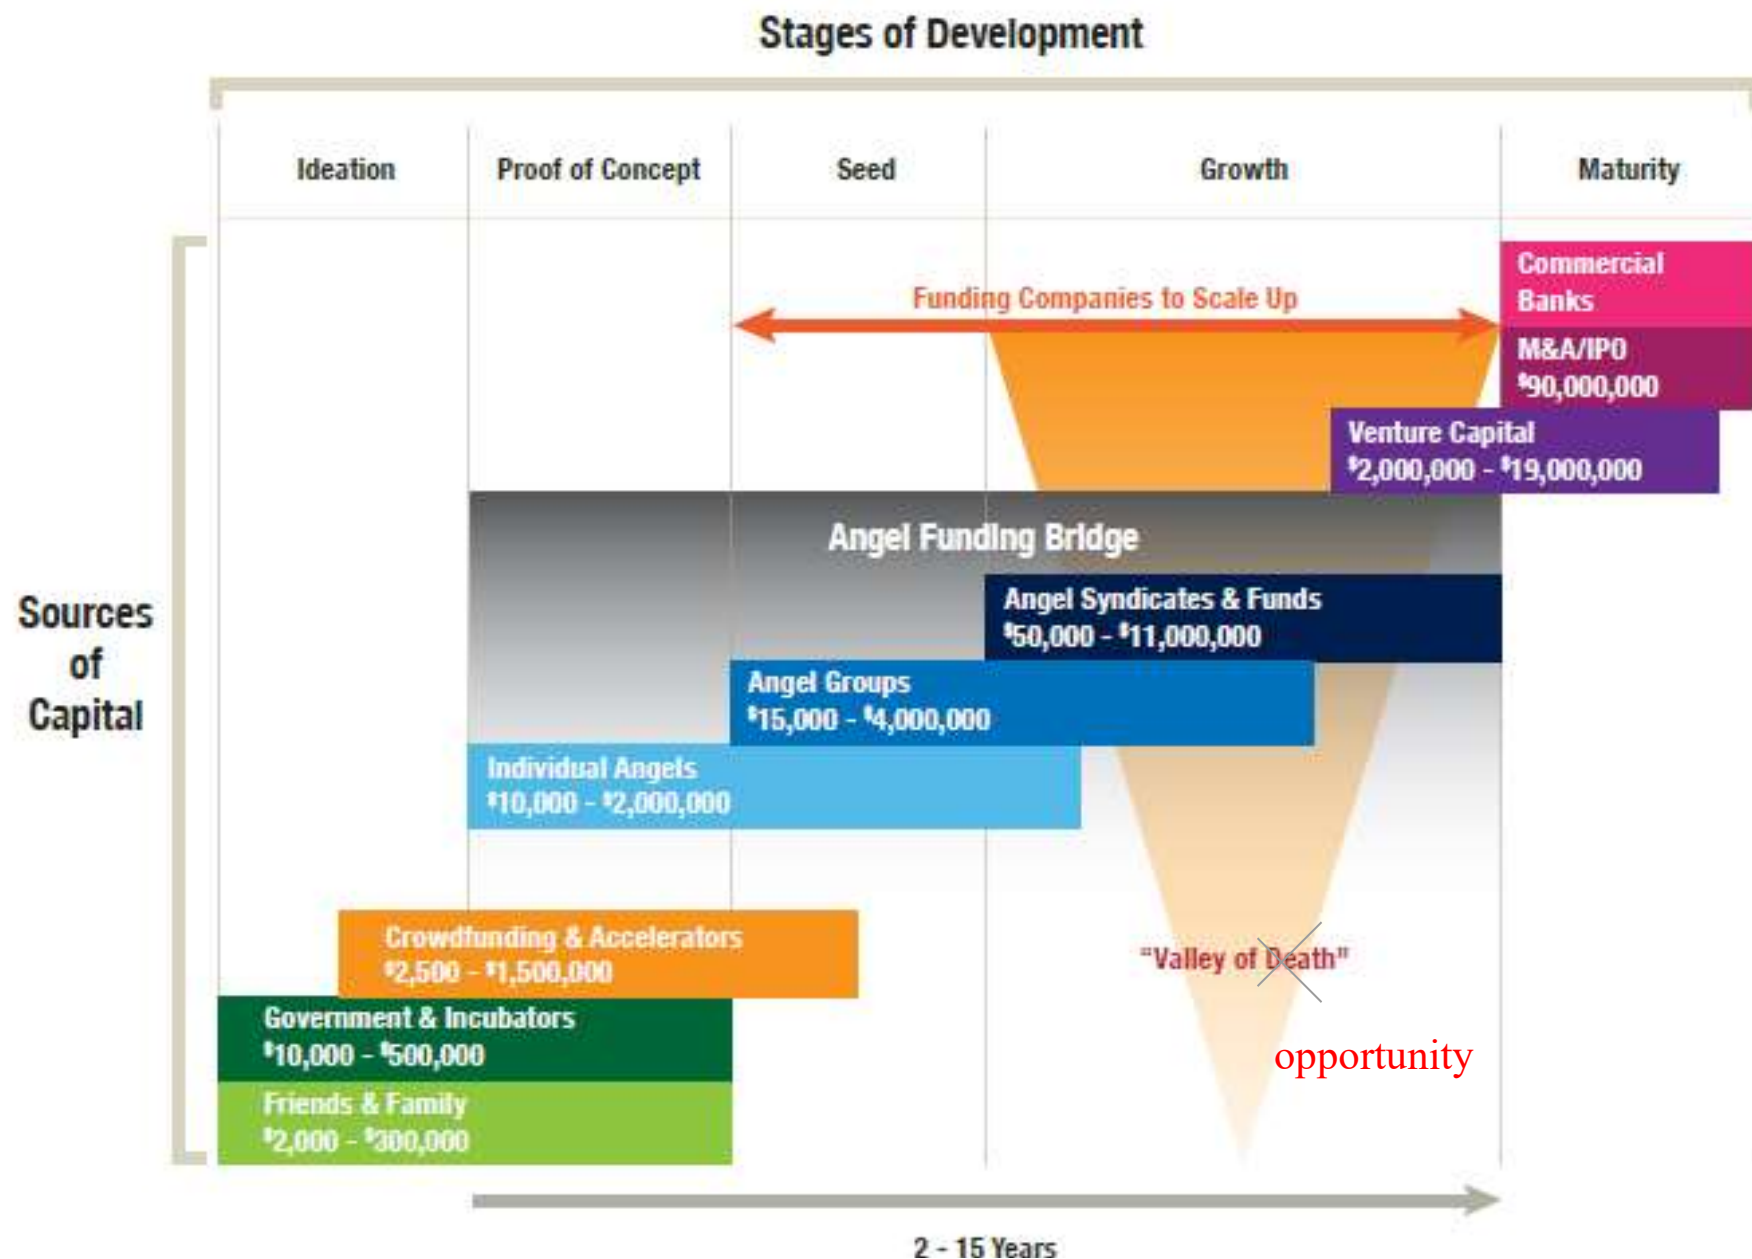 Stages of Development
Ideation
Proof of Concept
Seed
Growth
Maturity
Commercial
Banks
Funding Companies to Scale Up
M&A/IPO
$90,000,000
Venture Capital
$2,000,000 - $19,000,000
Angel Funding Bridge
Sources
of
Capital
Angel Syndicates & Funds
$50,000 - $11,000,000
Angel Groups
$15,000 - $4,000,000
Individual Angels
$10,000 - $2,000,000
Crowdfunding & Accelerators
$2,500 - $1,500,000
"Valley of Death"
opportunity
Government & Incubators
$10,000 - $500,000
Friends & Family
$2,000 - $300,000
2 - 15 Years